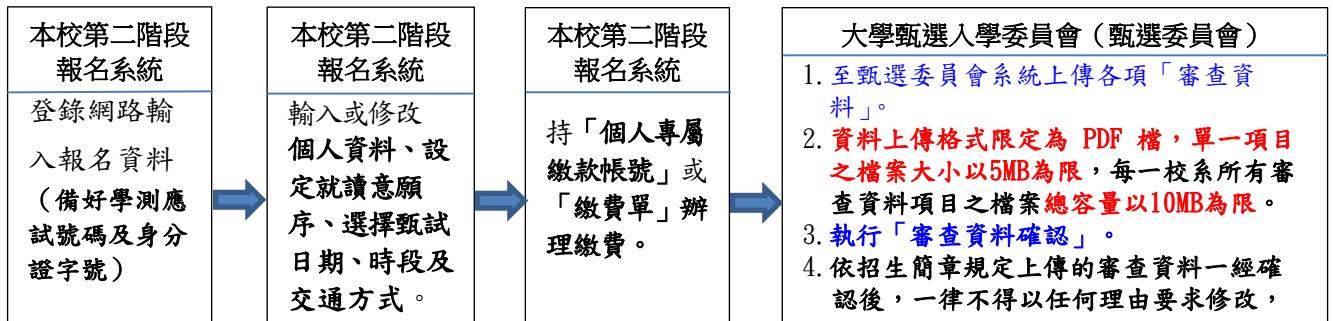 本校第二階段
報名系統
登錄網路輸
入報名資料
（備好學測應
試號碼及身分
證字號）
本校第二階段
報名系統
輸入或修改
個人資料、設
定就讀意願
序、選擇甄試
日期、時段及
交通方式。
本校第二階段
報名系統
持「個人專屬
繳款帳號」或
「繳費單」辦
理繳費。
大學甄選入學委員會（甄選委員會）
1.至甄選委員會系統上傳各項「審查資
料」。
2.資料上傳格式限定為 PDF 檔，單一項目
之檔案大小以5MB為限，每一校系所有審
查資料項目之檔案總容量以10MB為限。
3.執行「審查資料確認」。
4.依招生簡章規定上傳的審查資料一經確
認後，一律不得以任何理由要求修改，